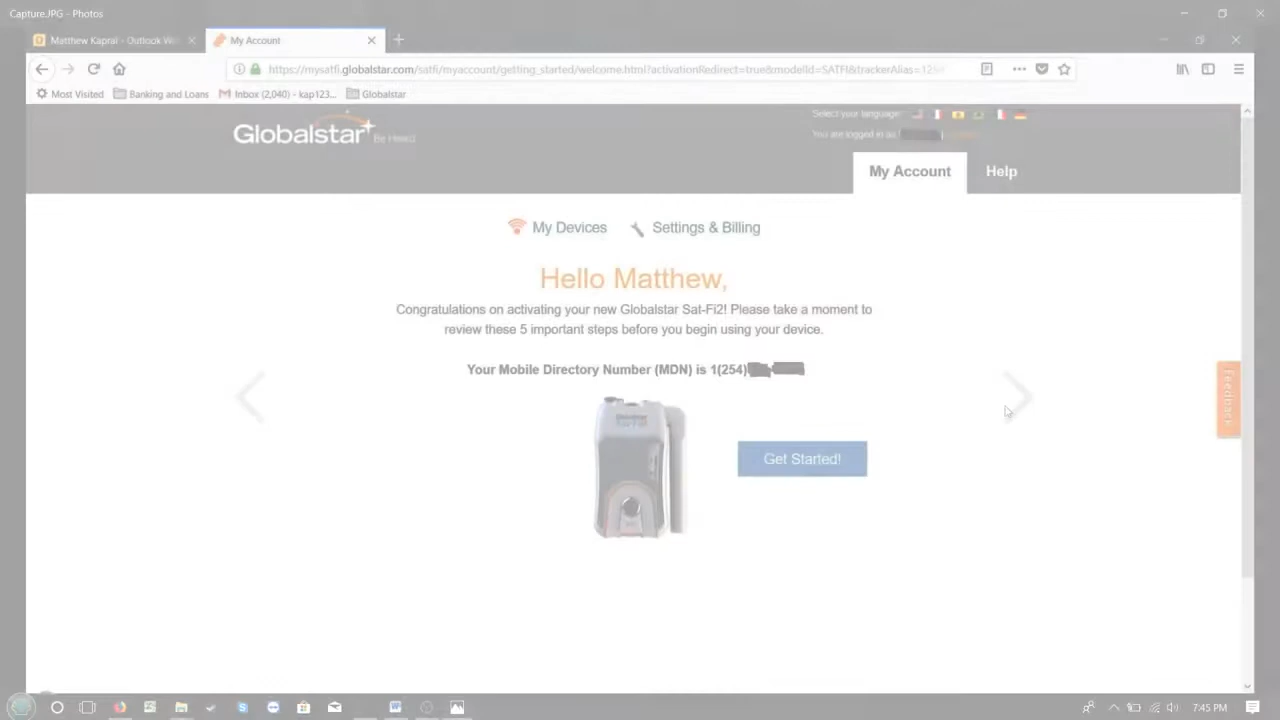 Capture.JPG - Photos
Matthew Kapral - Outlook We
My Account
https://mysatfi.globalstar.com/satfi/myaccount/getting_started/welcome.html?activationRedirect=true&modelId=SATFI&trackerAlias=125
Most Visited Banking and Loans Inbox (2,040) - kap123... Globalstar
Globalstar Be Heard
Select your language:
You are logged in as:
My Account Help
My Devices Settings & Billing
Hello Matthew,
Congratulations on activating your new Globalstar Sat-Fi2! Please take a moment to
review these 5 important steps before you begin using your device.
Your Mobile Directory Number (MDN) is 1(254)
Get Started!
Feedback
7:45 PM